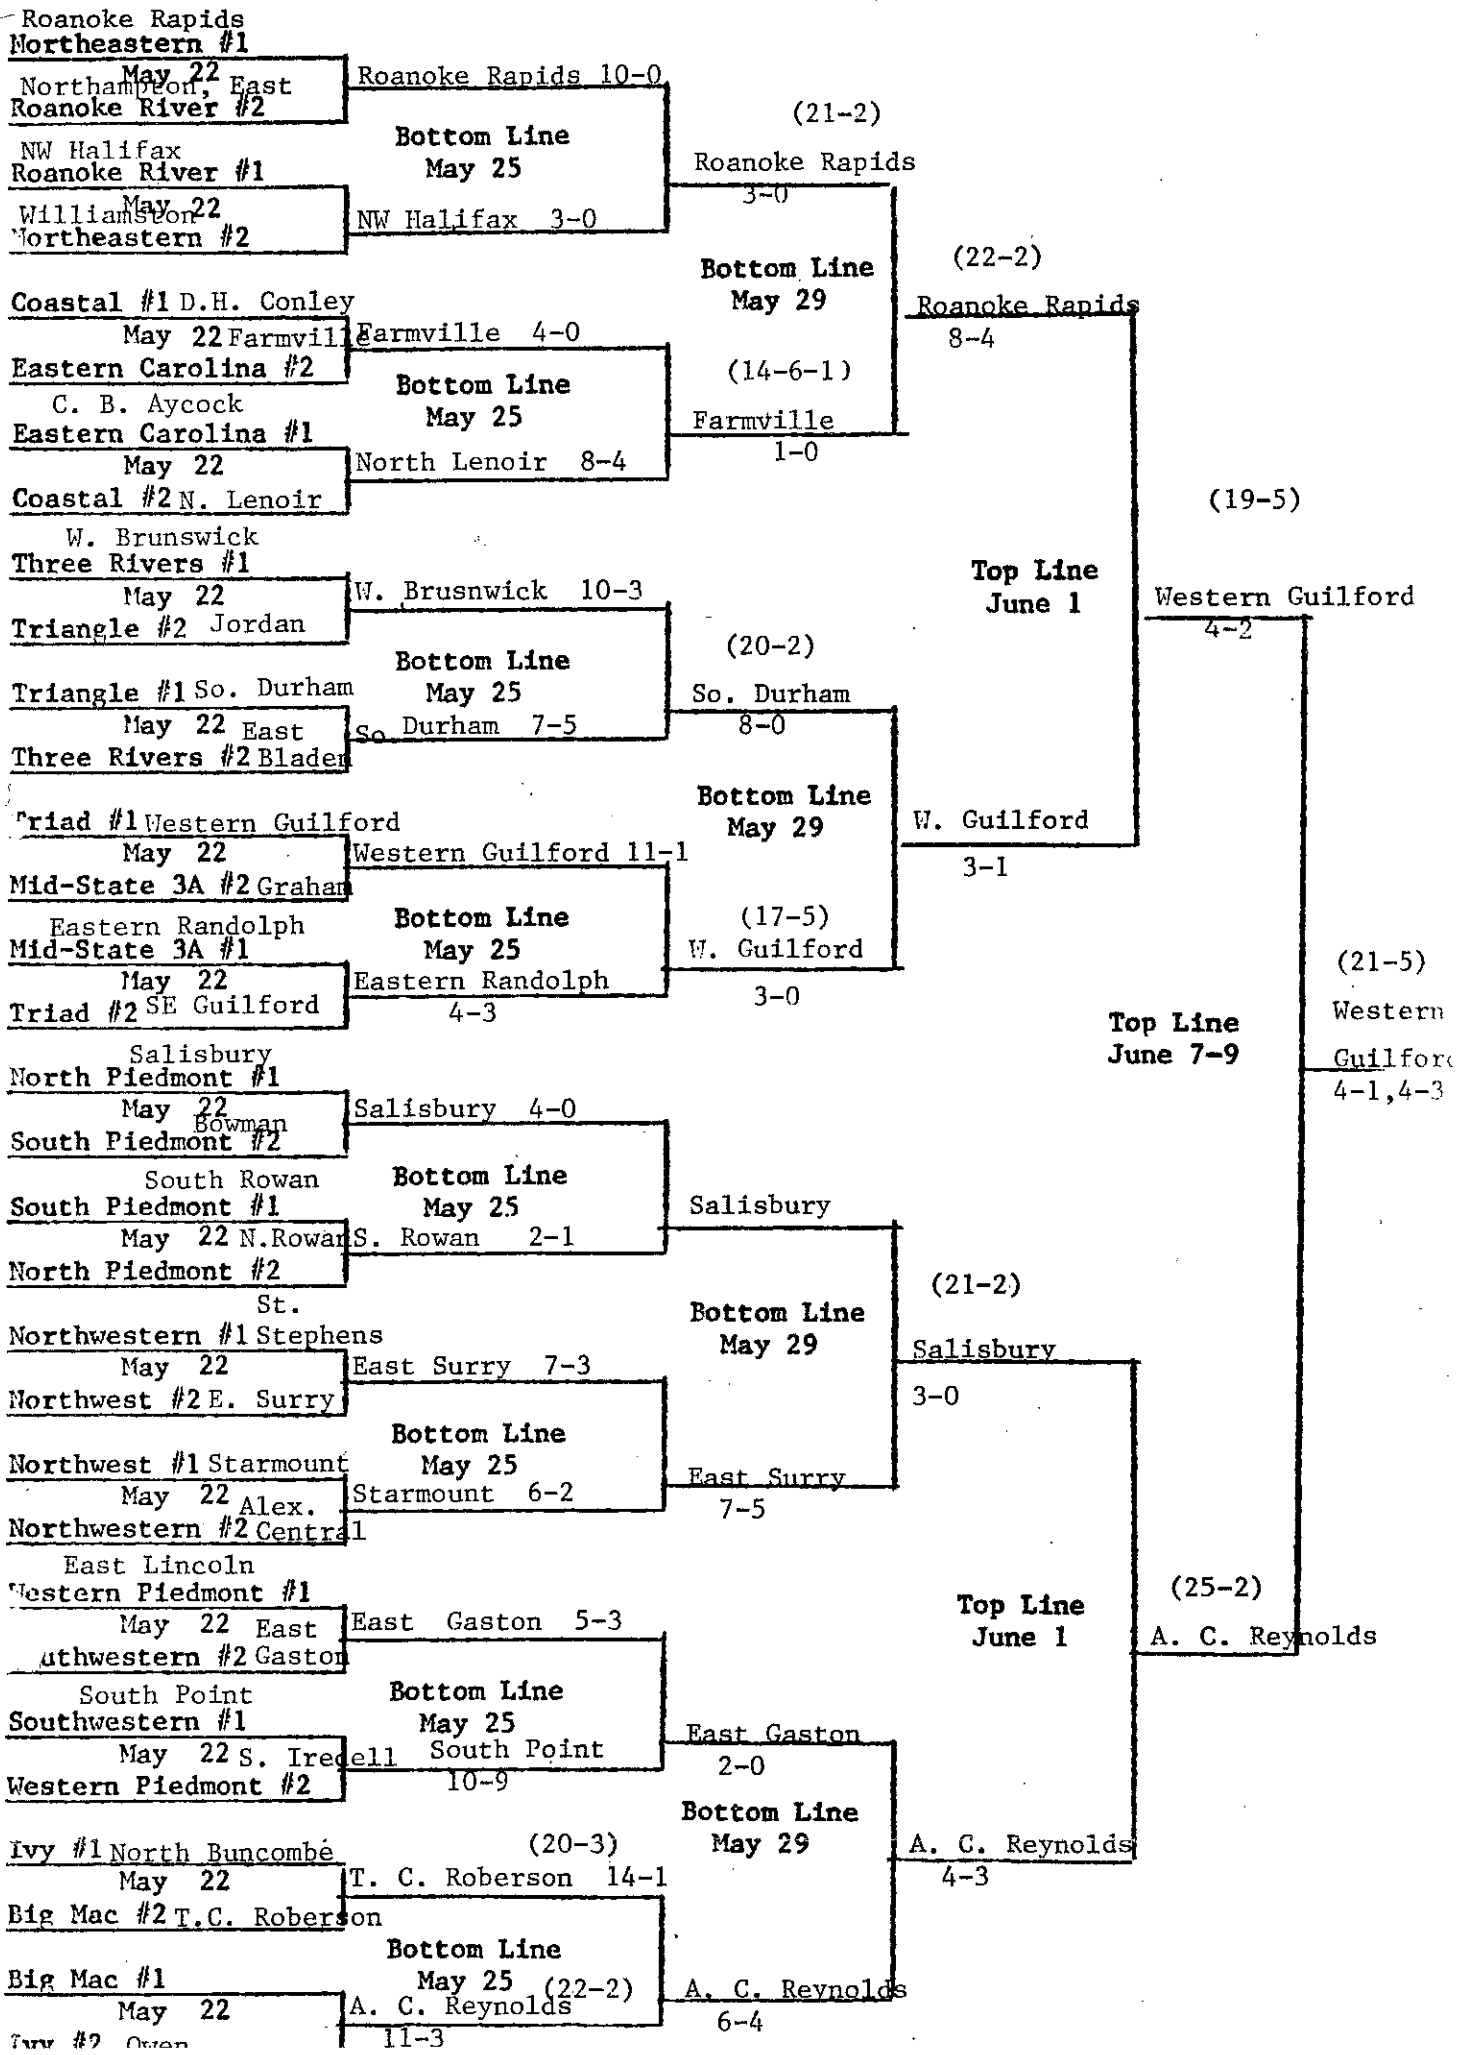 Roanoke Rapids
Northeastern #1
May 22
Northampton, East
Roanoke River #2
NW Halifax
Roanoke River #1
May 22
Williamston
Northeastern #2
Coastal #1 D.H. Conley
May 22 Farmville
Eastern Carolina #2
C. B. Aycock
Eastern Carolina #1
May 22
Coastal #2 N. Lenoir
W. Brunswick
Three Rivers #1
May 22
Triangle #2 Jordan
Triangle #1 So. Durham
May 22 East
Three Rivers #2 Bladen
Triad #1 Western Guilford
May 22
Mid-State 3A #2 Graham
Eastern Randolph
Mid-State 3A #1
May 22
Triad #2 SE Guilford
Salisbury
North Piedmont #1
May 22
Bowman
South Piedmont #2
South Rowan
South Piedmont #1
May 22 N.Rowan
North Piedmont #2
St.
Northwestern #1 Stephens
May 22
Northwest #2 E. Surry
Northwest #1 Starmount
May 22 Alex.
Northwestern #2 Central
East Lincoln
Western Piedmont #1
May 22 East
uthwestern #2 Gaston
South Point
Southwestern #1
May 22 S. Iredell
Western Piedmont #2
Ivy #1 North Buncombe
May 22
Big Mac #2 T.C. Roberson
Big Mac #1
May 22
Ivy #2 Owen
Roanoke Rapids 10-0
Bottom Line
May 25
NW Halifax 3-0
Farmville 4-0
Bottom Line
May 25
North Lenoir 8-4
W. Brusnwick 10-3
Bottom Line
May 25
So Durham 7-5
Western Guilford 11-1
Bottom Line
May 25
Eastern Randolph
4-3
Salisbury 4-0
Bottom Line
May 25
S. Rowan 2-1
East Surry 7-3
Bottom Line
May 25
Starmount 6-2
East Gaston 5-3
Bottom Line
May 25
South Point
10-9
(20-3)
T. C. Roberson 14-1
Bottom Line
May 25 (22-2)
A. C. Reynolds
11-3
(21-2)
Roanoke Rapids
3-0
Bottom Line
May 29
(14-6-1)
Farmville
1-0
(20-2)
So. Durham
8-0
Bottom Line
May 29
(17-5)
W. Guilford
3-0
Salisbury
Bottom Line
May 29
East Surry
7-5
East Gaston
2-0
Bottom Line
May 29
A. C. Reynolds
6-4
(22-2)
Roanoke Rapids
8-4
Top Line
June 1
W. Guilford
3-1
(21-2)
Salisbury
3-0
Top Line
June 1
A. C. Reynolds
4-3
(19-5)
Western Guilford
4-2
Top Line
June 7-9
(25-2)
A. C. Reynolds
(21-5)
Western
Guilford
4-1,4-3